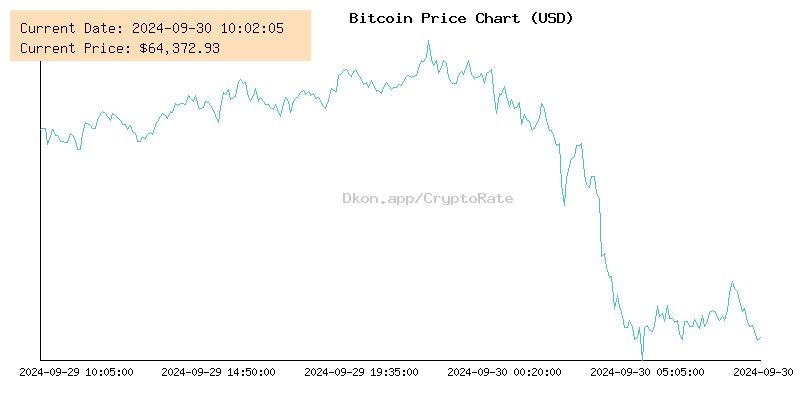 Bitcoin Price Chart (USD)
Current Date: 2024-09-30 10:02:05
Current Price: $64,372.93
Dkon.app/CryptoRate
2024-09-29 10:05:00 2024-09-29 14:50:00 2024-09-29 19:35:00 2024-09-30 00:20:00 2024-09-30 05:05:00 2024-09-30